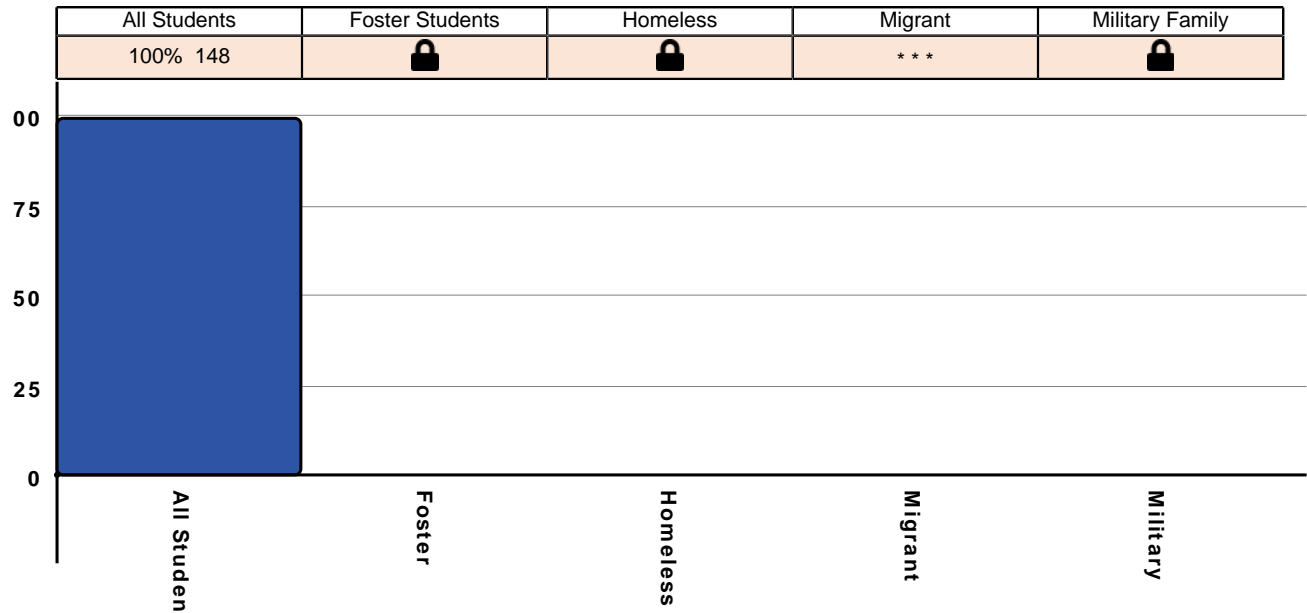 All Students Foster Students Homeless Migrant Military Family
100% 148 * * *
00
75
50
25
0
All Studen
Foster
Homeless
Migrant
Military